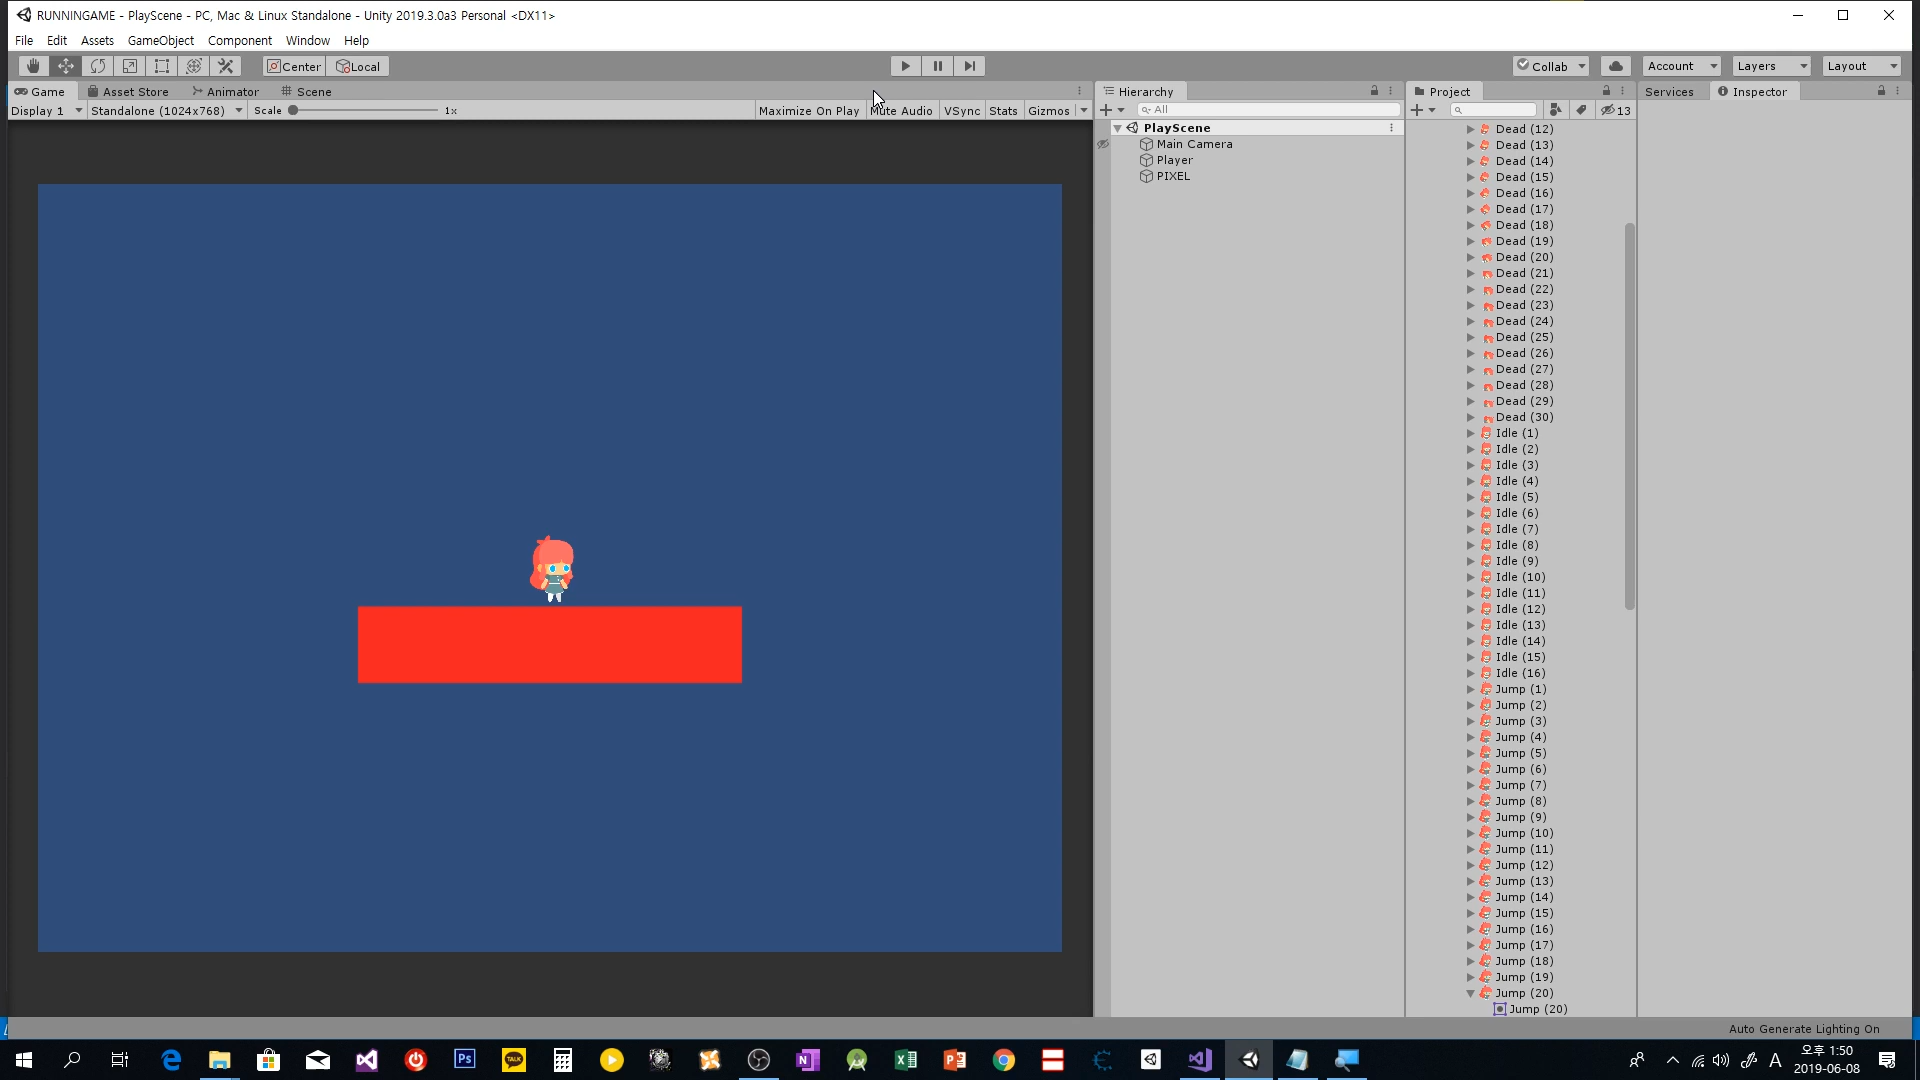 RUNNINGAME - PlayScene - PC, Mac & Linux Standalone - Unity 2019.3.0a3 Personal <DX11>
File Edit Assets GameObject Component Window Help
Center Local Collab Account Layers Layout
Game Asset Store Animator Scene Hierarchy Project Services Inspector
Display 1 Standalone (1024x768) Scale 1x Maximize On Play Mute Audio VSync Stats Gizmos All 13
PlayScene
Main Camera
Player
PIXEL
Dead (12)
Dead (13)
Dead (14)
Dead (15)
Dead (16)
Dead (17)
Dead (18)
Dead (19)
Dead (20)
Dead (21)
Dead (22)
Dead (23)
Dead (24)
Dead (25)
Dead (26)
Dead (27)
Dead (28)
Dead (29)
Dead (30)
Idle (1)
Idle (2)
Idle (3)
Idle (4)
Idle (5)
Idle (6)
Idle (7)
Idle (8)
Idle (9)
Idle (10)
Idle (11)
Idle (12)
Idle (13)
Idle (14)
Idle (15)
Idle (16)
Jump (1)
Jump (2)
Jump (3)
Jump (4)
Jump (5)
Jump (6)
Jump (7)
Jump (8)
Jump (9)
Jump (10)
Jump (11)
Jump (12)
Jump (13)
Jump (14)
Jump (15)
Jump (16)
Jump (17)
Jump (18)
Jump (19)
Jump (20)
Jump (20)
Auto Generate Lighting On
Ps TALK A 오후 1:50
2019-06-08